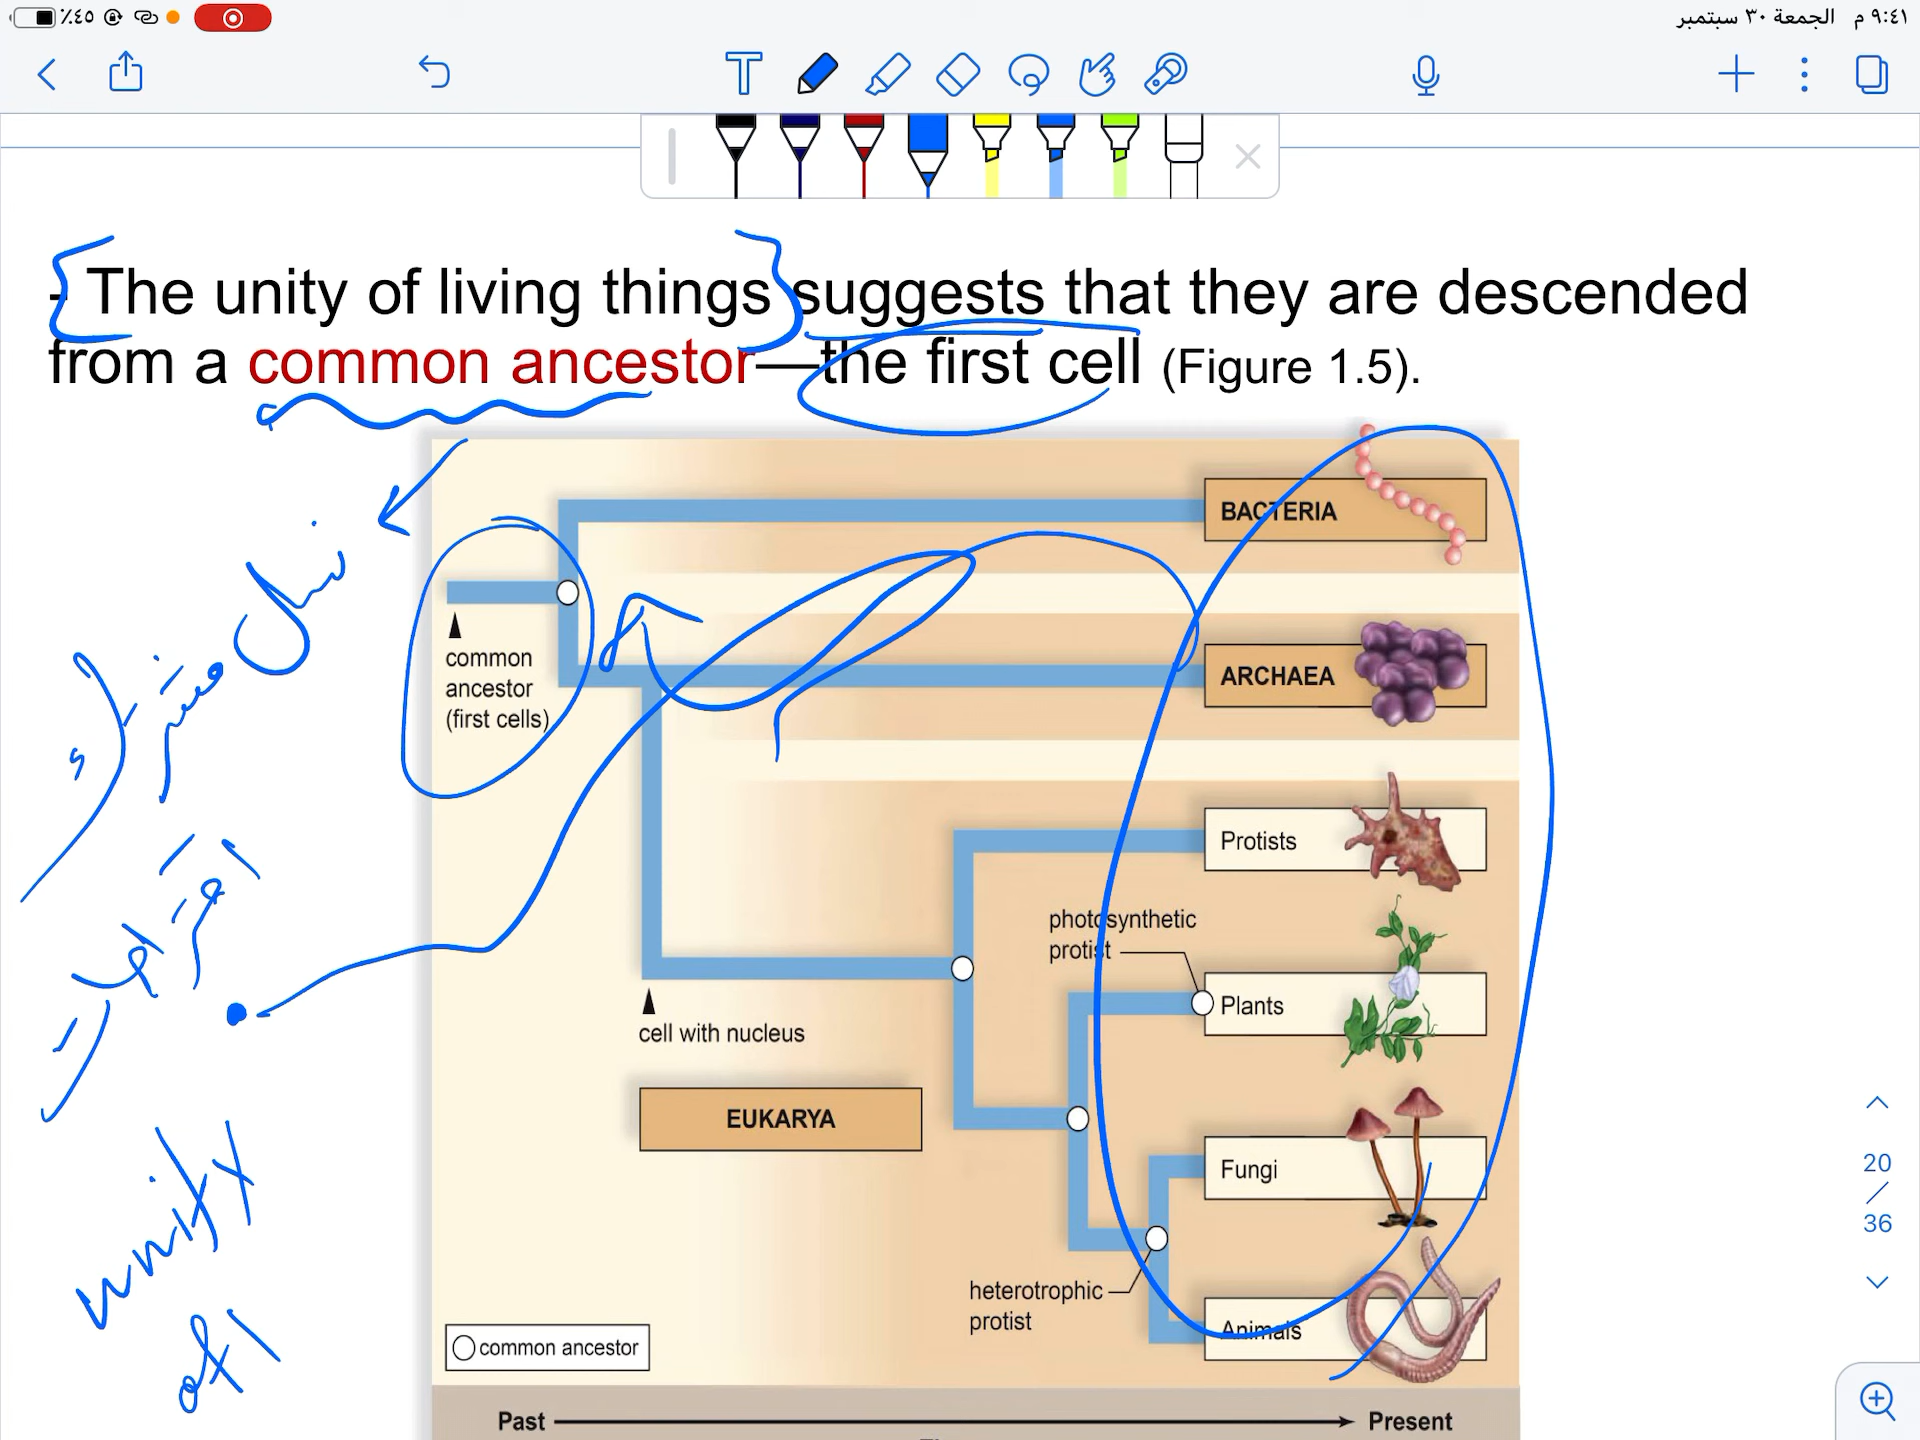 ٪٤٥
٩:٤١ م الجمعة ٣٠ سبتمبر
- The unity of living things suggests that they are descended
from a common ancestor—the first cell (Figure 1.5).
BACTERIA
common
ancestor
(first cells)
ARCHAEA
Protists
photosynthetic
protist
Plants
cell with nucleus
EUKARYA
Fungi
heterotrophic
protist
Animals
common ancestor
Past
Present
unity
of
20
/
36